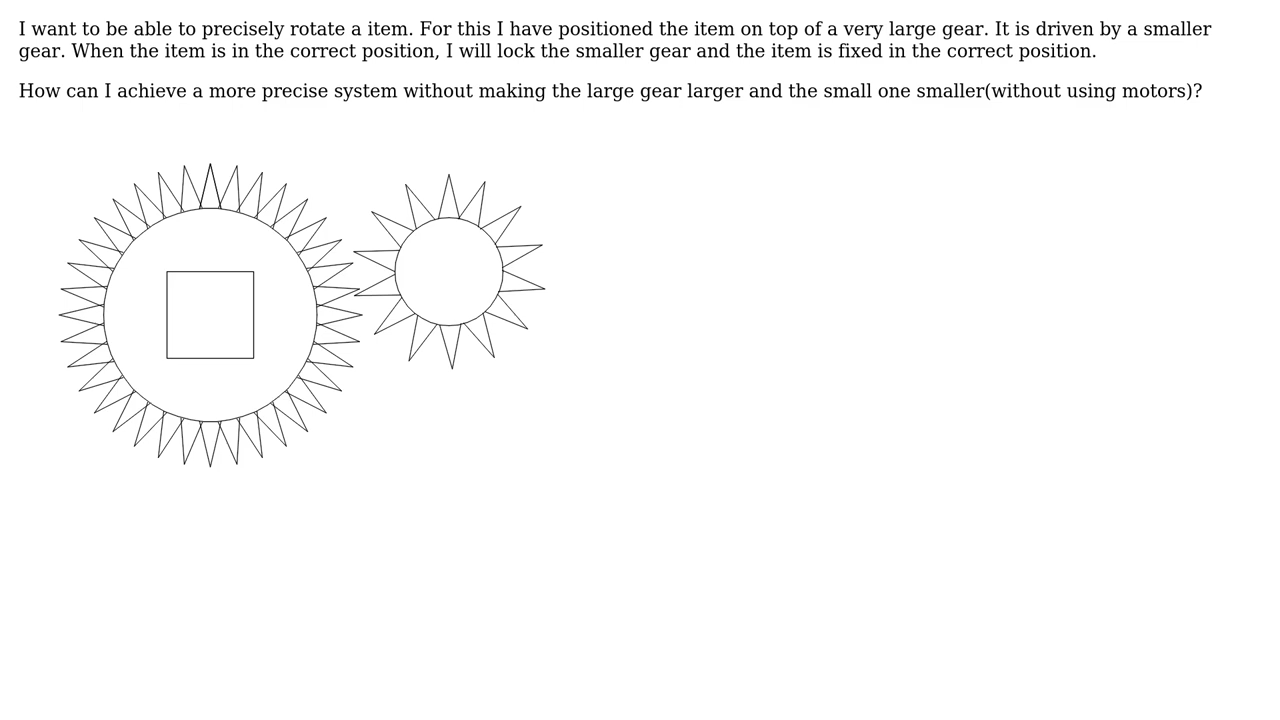 I want to be able to precisely rotate a item. For this I have positioned the item on top of a very large gear. It is driven by a smaller
gear. When the item is in the correct position, I will lock the smaller gear and the item is fixed in the correct position.
How can I achieve a more precise system without making the large gear larger and the small one smaller(without using motors)?